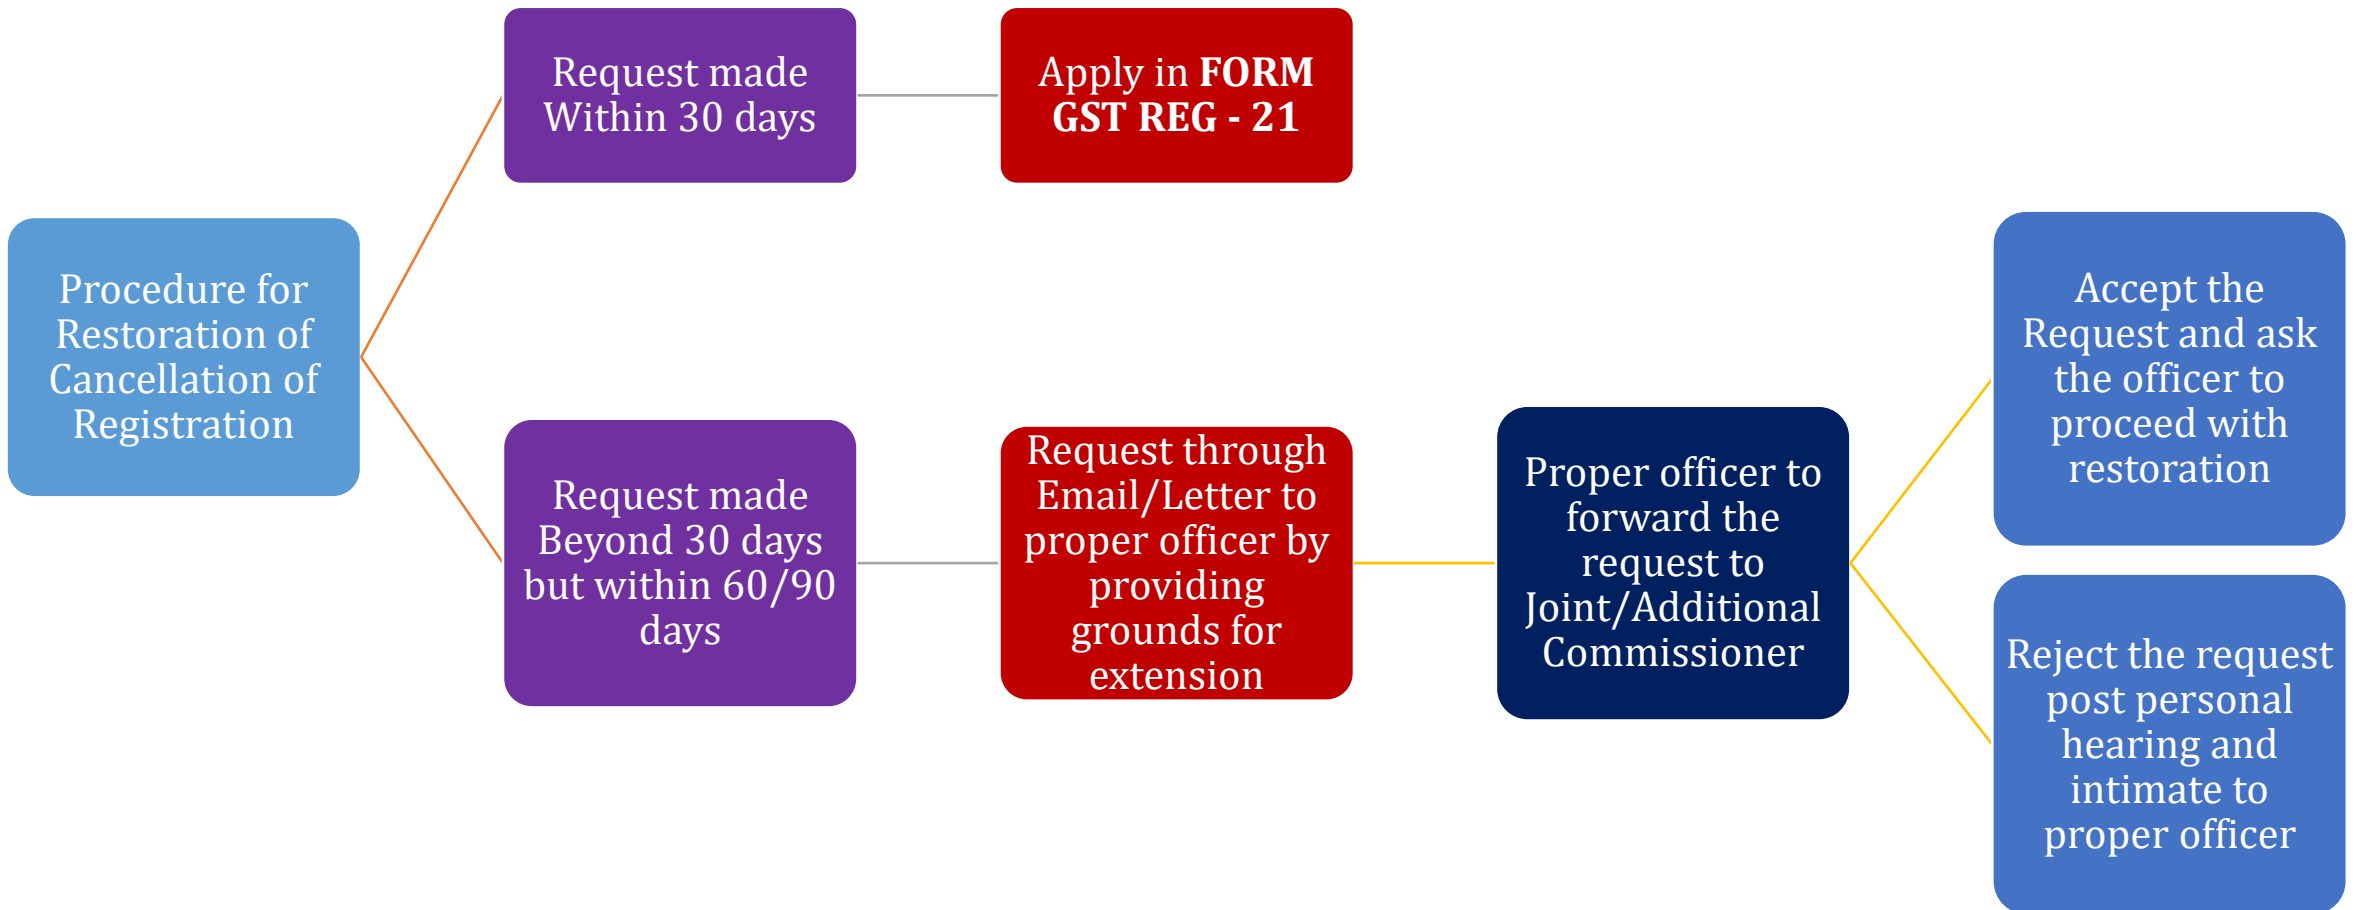 Procedure for
Restoration of
Cancellation of
Registration
Request made
Within 30 days
Apply in FORM
GST REG - 21
Request made
Beyond 30 days
but within 60/90
days
Request through
Email/Letter to
proper officer by
providing
grounds for
extension
Proper officer to
forward the
request to
Joint/Additional
Commissioner
Accept the
Request and ask
the officer to
proceed with
restoration
Reject the request
post personal
hearing and
intimate to
proper officer